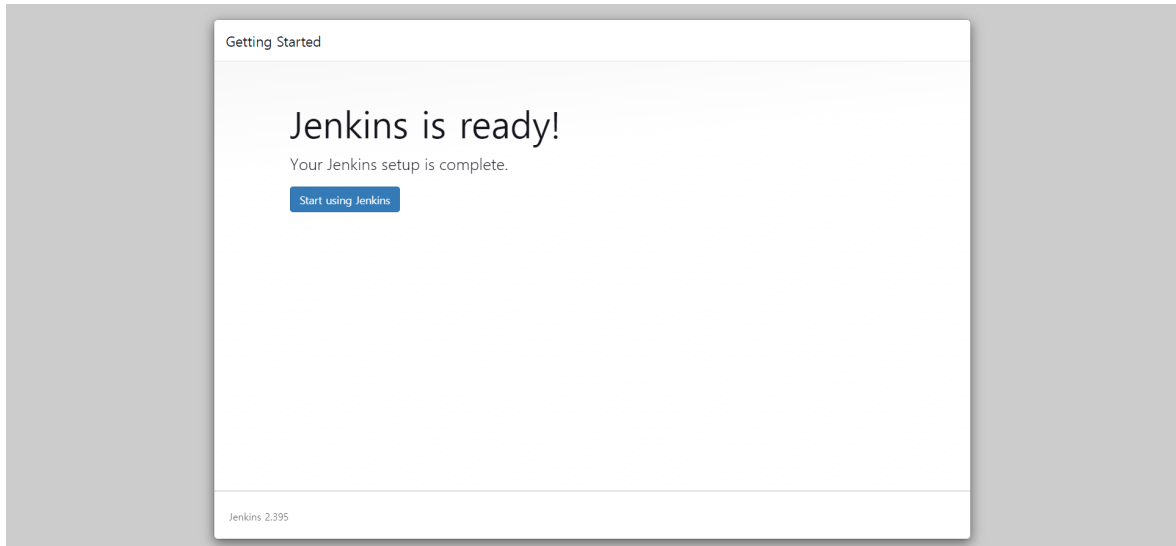 Getting Started
Jenkins is ready!
Your Jenkins setup is complete.
Start using Jenkins
Jenkins 2.395